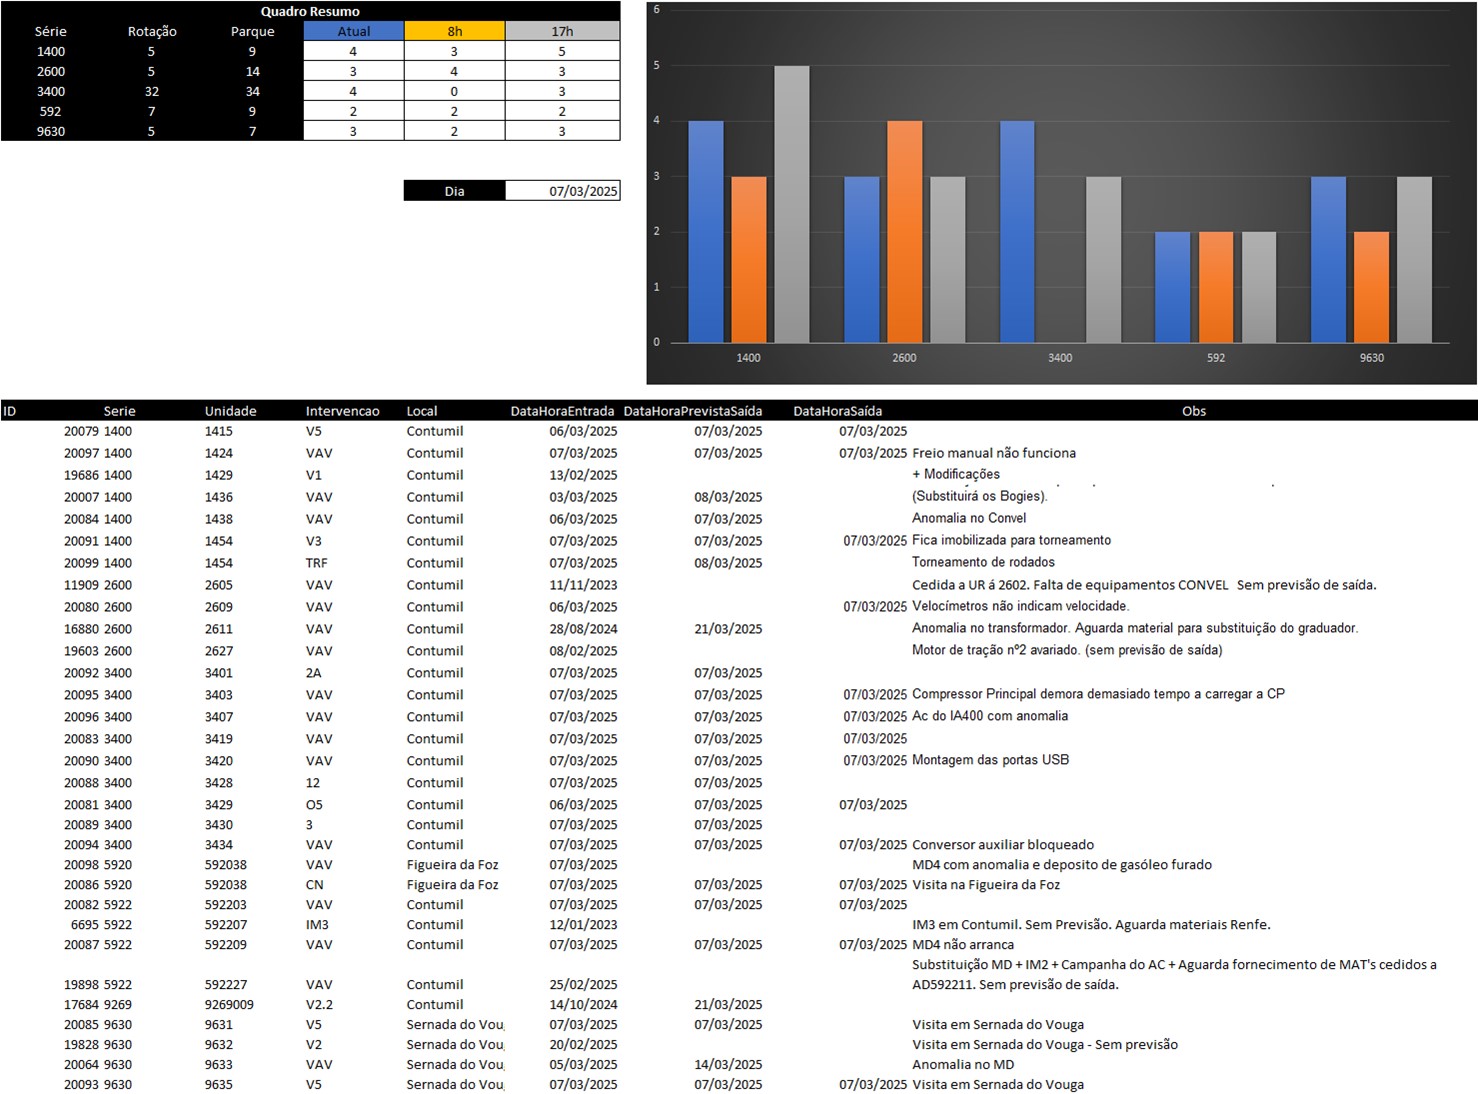 Quadro Resumo
Série Rotação Parque Atual 8h 17h
1400 5 9 4 3 5
2600 5 14 3 4 3
3400 32 34 4 0 3
592 7 9 2 2 2
9630 5 7 3 2 3
Dia 07/03/2025
6
5
4
3
2
1
0
1400 2600 3400 592 9630
ID Serie Unidade Intervencao Local DataHoraEntrada DataHoraPrevistaSaída DataHoraSaída Obs
20079 1400 1415 V5 Contumil 06/03/2025 07/03/2025 07/03/2025
20097 1400 1424 VAV Contumil 07/03/2025 07/03/2025 07/03/2025 Freio manual não funciona
19686 1400 1429 V1 Contumil 13/02/2025 + Modificações
20007 1400 1436 VAV Contumil 03/03/2025 08/03/2025 (Substituirá os Bogies).
20084 1400 1438 VAV Contumil 06/03/2025 07/03/2025 Anomalia no Convel
20091 1400 1454 V3 Contumil 07/03/2025 07/03/2025 07/03/2025 Fica imobilizada para torneamento
20099 1400 1454 TRF Contumil 07/03/2025 08/03/2025 Torneamento de rodados
11909 2600 2605 VAV Contumil 11/11/2023 Cedida a UR á 2602. Falta de equipamentos CONVEL Sem previsão de saída.
20080 2600 2609 VAV Contumil 06/03/2025 07/03/2025 Velocímetros não indicam velocidade.
16880 2600 2611 VAV Contumil 28/08/2024 21/03/2025 Anomalia no transformador. Aguarda material para substituição do graduador.
19603 2600 2627 VAV Contumil 08/02/2025 Motor de tração nº2 avariado. (sem previsão de saída)
20092 3400 3401 2A Contumil 07/03/2025 07/03/2025
20095 3400 3403 VAV Contumil 07/03/2025 07/03/2025 07/03/2025 Compressor Principal demora demasiado tempo a carregar a CP
20096 3400 3407 VAV Contumil 07/03/2025 07/03/2025 07/03/2025 Ac do IA400 com anomalia
20083 3400 3419 VAV Contumil 07/03/2025 07/03/2025 07/03/2025
20090 3400 3420 VAV Contumil 07/03/2025 07/03/2025 07/03/2025 Montagem das portas USB
20088 3400 3428 12 Contumil 07/03/2025 07/03/2025
20081 3400 3429 O5 Contumil 06/03/2025 07/03/2025 07/03/2025
20089 3400 3430 3 Contumil 07/03/2025 07/03/2025
20094 3400 3434 VAV Contumil 07/03/2025 07/03/2025 07/03/2025 Conversor auxiliar bloqueado
20098 5920 592038 VAV Figueira da Foz 07/03/2025 MD4 com anomalia e deposito de gasóleo furado
20086 5920 592038 CN Figueira da Foz 07/03/2025 07/03/2025 07/03/2025 Visita na Figueira da Foz
20082 5922 592203 VAV Contumil 07/03/2025 07/03/2025 07/03/2025
6695 5922 592207 IM3 Contumil 12/01/2023 IM3 em Contumil. Sem Previsão. Aguarda materiais Renfe.
20087 5922 592209 VAV Contumil 07/03/2025 07/03/2025 07/03/2025 MD4 não arranca
Substituição MD + IM2 + Campanha do AC + Aguarda fornecimento de MAT's cedidos a
19898 5922 592227 VAV Contumil 25/02/2025 AD592211. Sem previsão de saída.
17684 9269 9269009 V2.2 Contumil 14/10/2024 21/03/2025
20085 9630 9631 V5 Sernada do Vou 07/03/2025 07/03/2025 Visita em Sernada do Vouga
19828 9630 9632 V2 Sernada do Vou 20/02/2025 Visita em Sernada do Vouga - Sem previsão
20064 9630 9633 VAV Sernada do Vou 05/03/2025 14/03/2025 Anomalia no MD
20093 9630 9635 V5 Sernada do Vou 07/03/2025 07/03/2025 07/03/2025 Visita em Sernada do Vouga